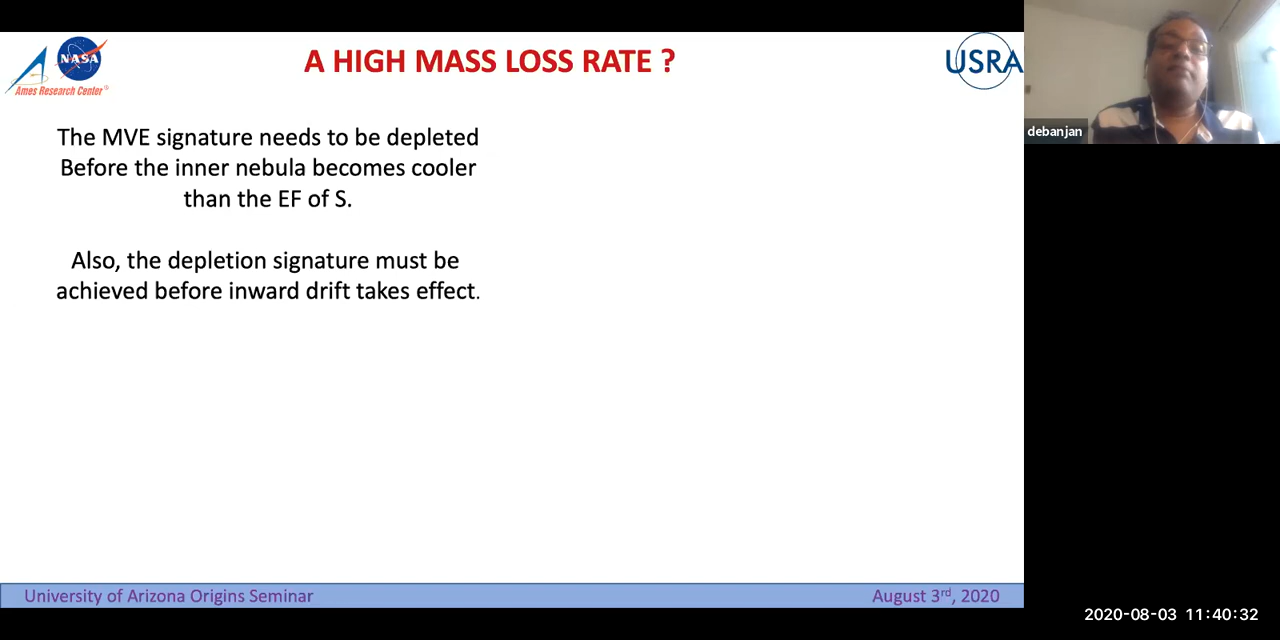 NASA
Ames Research Center
A HIGH MASS LOSS RATE ?
USRA
The MVE signature needs to be depleted
Before the inner nebula becomes cooler
than the EF of S.
Also, the depletion signature must be
achieved before inward drift takes effect.
debanjan
University of Arizona Origins Seminar
August 3rd, 2020
2020-08-03 11:40:32